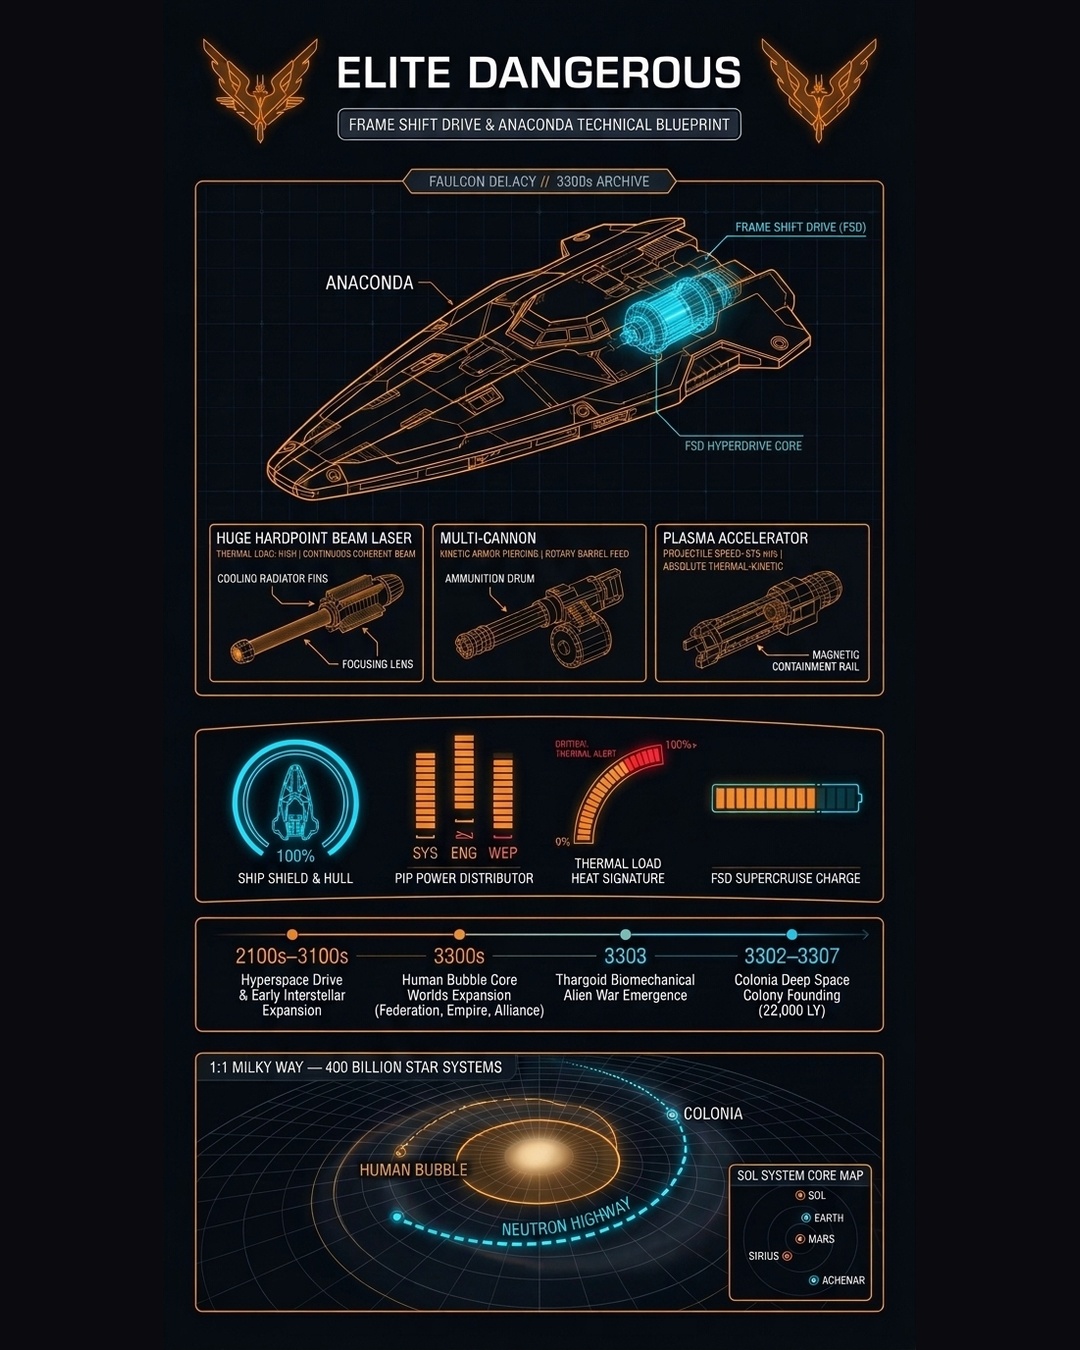 ELITE DANGEROUS
FRAME SHIFT DRIVE & ANACONDA TECHNICAL BLUEPRINT
FAULCON DELACY // 3300s ARCHIVE
FRAME SHIFT DRIVE (FSD)
ANACONDA
FSD HYPERDRIVE CORE
HUGE HARDPOINT BEAM LASER
THERMAL LOAD: HIGH | CONTINUOUS COHERENT BEAM
COOLING RADIATOR FINS
FOCUSING LENS
MULTI-CANNON
KINETIC ARMOR PIERCING | ROTARY BARREL FEED
AMMUNITION DRUM
PLASMA ACCELERATOR
PROJECTILE SPEED- |
ABSOLUTE THERMAL-KINETIC
MAGNETIC
CONTAINMENT RAIL
100%
SHIP SHIELD & HULL
SYS
ENG
WEP
PIP POWER DISTRIBUTOR
THERMAL ALERT
100%
0%
THERMAL LOAD
HEAT SIGNATURE
FSD SUPERCRUISE CHARGE
2100s–3100s
Hyperspace Drive
& Early Interstellar
Expansion
3300s
Human Bubble Core
Worlds Expansion
(Federation, Empire, Alliance)
3303
Thargoid Biomechanical
Alien War Emergence
3302–3307
Colonia Deep Space
Colony Founding
(22,000 LY)
1:1 MILKY WAY — 400 BILLION STAR SYSTEMS
COLONIA
HUMAN BUBBLE
NEUTRON HIGHWAY
SOL SYSTEM CORE MAP
SOL
EARTH
MARS
SIRIUS
ACHENAR